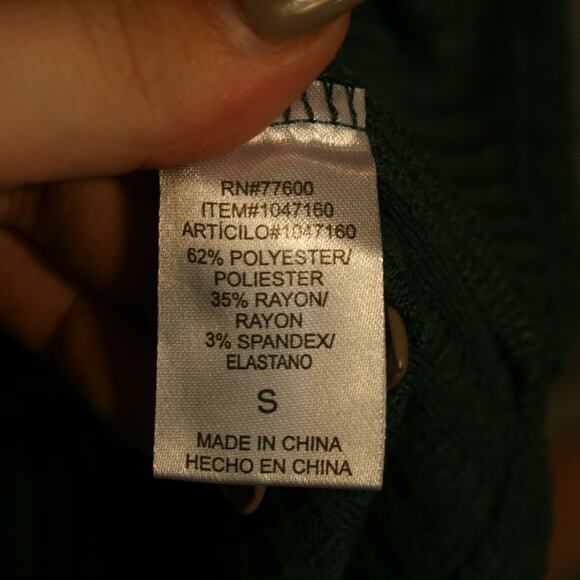 RN#77600
ITEM#1047160
ARTÍCILO#1047160
62% POLYESTER/
POLIESTER
35% RAYON/
RAYON
3% SPANDEX/
ELASTANO
S
MADE IN CHINA
HECHO EN CHINA